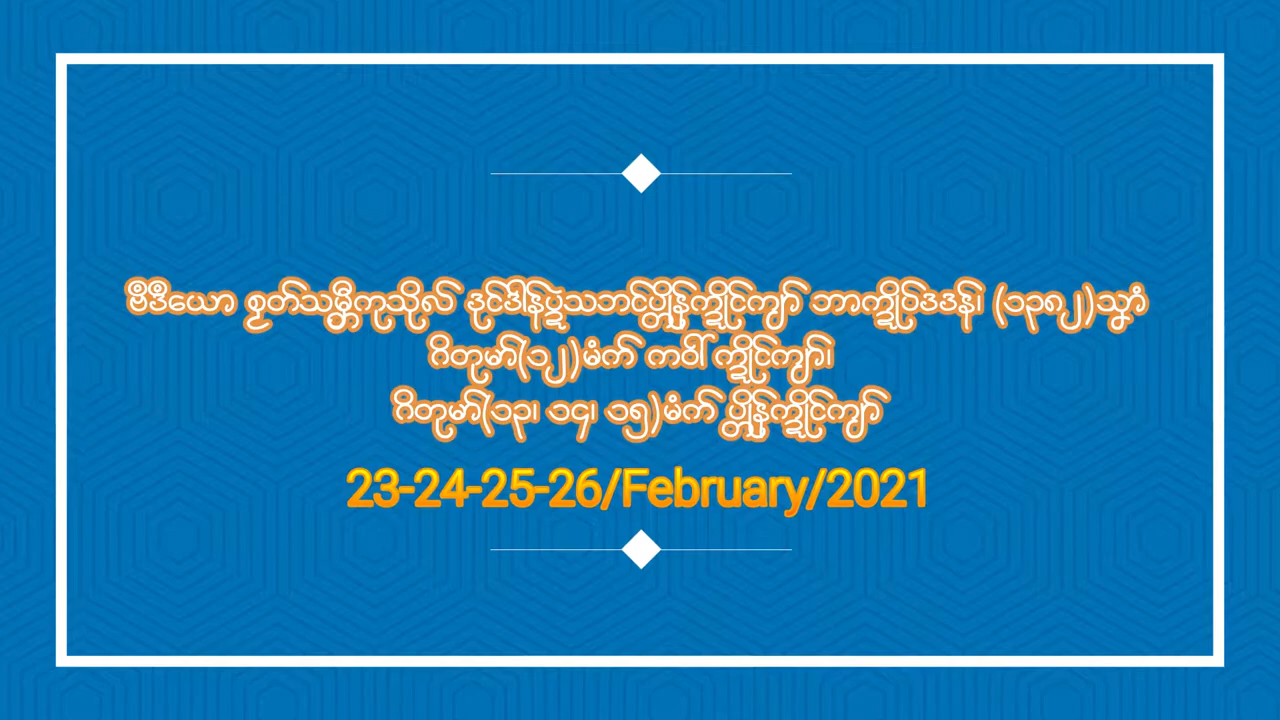 ဗီဒီယော စၟတ်သမ္တီကုသိုလ် ဒုင်ဒါန်ပွဲသဘင်ပ္တိုန်ကၠိုင်ကျာ် ဘာကၠိုပ်ဒဒန်၊ (၁၃၈၂)သၞာံ
ဂိတုမာ်(၁၂)မံက် ကဝါ် ကၠိုင်ကျာ်၊
ဂိတုမာ်(၁၃၊ ၁၄၊ ၁၅)မံက် ပ္တိုန်ကၠိုင်ကျာ်
23-24-25-26/February/2021